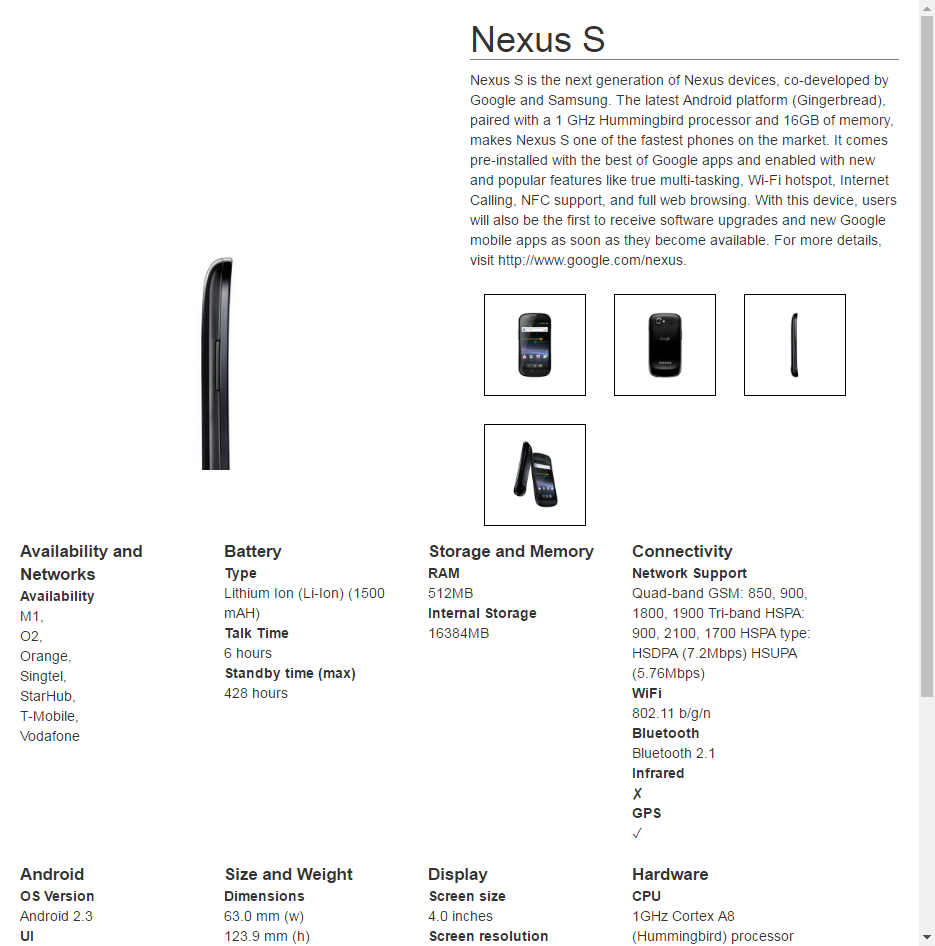 Nexus S
Nexus S is the next generation of Nexus devices, co-developed by
Google and Samsung. The latest Android platform (Gingerbread),
paired with a 1 GHz Hummingbird processor and 16GB of memory,
makes Nexus S one of the fastest phones on the market. It comes
pre-installed with the best of Google apps and enabled with new
and popular features like true multi-tasking, Wi-Fi hotspot, Internet
Calling, NFC support, and full web browsing. With this device, users
will also be the first to receive software upgrades and new Google
mobile apps as soon as they become available. For more details,
visit http://www.google.com/nexus.
Availability and
Networks
Availability
M1,
O2,
Orange,
Singtel,
StarHub,
T-Mobile,
Vodafone
Battery
Type
Lithium Ion (Li-Ion) (1500
mAH)
Talk Time
6 hours
Standby time (max)
428 hours
Storage and Memory
RAM
512MB
Internal Storage
16384MB
Connectivity
Network Support
Quad-band GSM: 850, 900,
1800, 1900 Tri-band HSPA:
900, 2100, 1700 HSPA type:
HSDPA (7.2Mbps) HSUPA
(5.76Mbps)
WiFi
802.11 b/g/n
Bluetooth
Bluetooth 2.1
Infrared
✗
GPS
✓
Android
OS Version
Android 2.3
UI
Size and Weight
Dimensions
63.0 mm (w)
123.9 mm (h)
Display
Screen size
4.0 inches
Screen resolution
Hardware
CPU
1GHz Cortex A8
(Hummingbird) processor